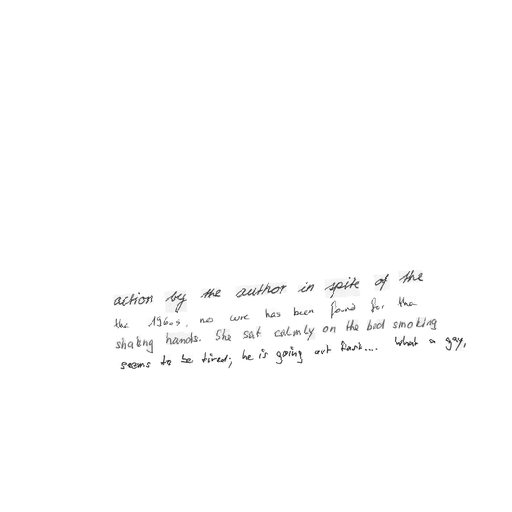 action by the author in spite of the
the 1960s, no cure has been found for the
shaking hands. She sat calmly on the bed smoking
seems to be tired; he is going out fast.... What a gay,